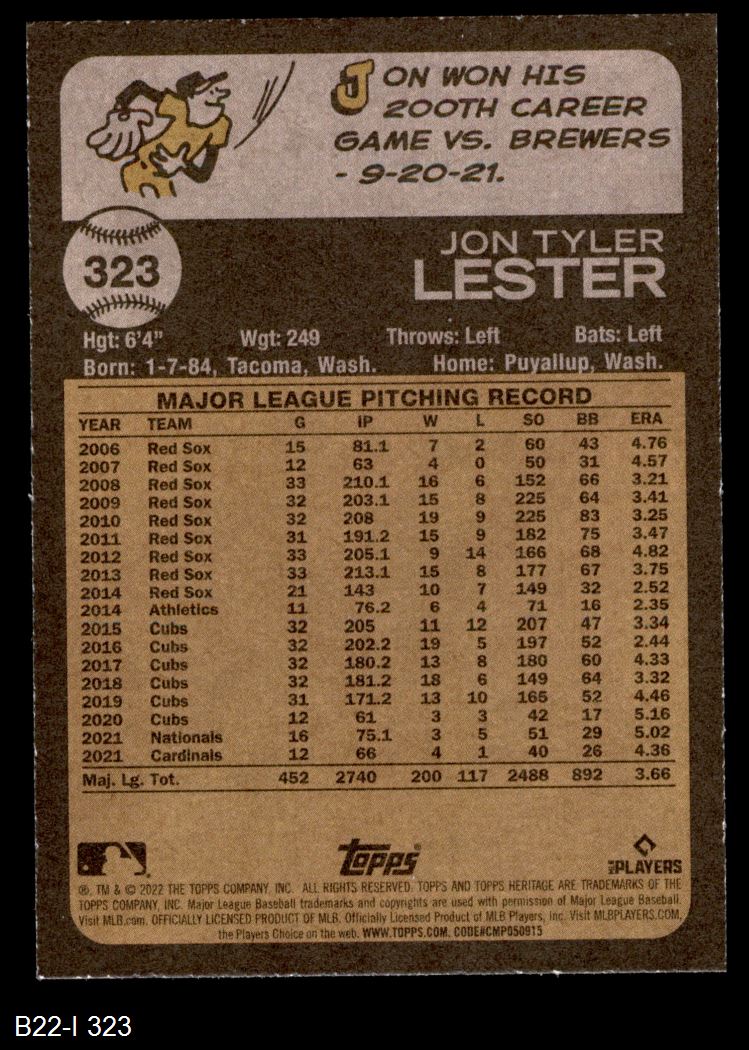 JON WON HIS
200TH CAREER
GAME VS. BREWERS
- 9-20-21.
323
JON TYLER
LESTER
Hgt: 6'4" Wgt: 249 Throws: Left Bats: Left
Born: 1-7-84, Tacoma, Wash. Home: Puyallup, Wash.
MAJOR LEAGUE PITCHING RECORD
YEAR TEAM G IP W L SO BB ERA
2006 Red Sox 15 81.1 7 2 60 43 4.76
2007 Red Sox 12 63 4 0 50 31 4.57
2008 Red Sox 33 210.1 16 6 152 66 3.21
2009 Red Sox 32 203.1 15 8 225 64 3.41
2010 Red Sox 32 208 19 9 225 83 3.25
2011 Red Sox 31 191.2 15 9 182 75 3.47
2012 Red Sox 33 205.1 9 14 166 68 4.82
2013 Red Sox 33 213.1 15 8 177 67 3.75
2014 Red Sox 21 143 10 7 149 32 2.52
2014 Athletics 11 76.2 6 4 71 16 2.35
2015 Cubs 32 205 11 12 207 47 3.34
2016 Cubs 32 202.2 19 5 197 52 2.44
2017 Cubs 32 180.2 13 8 180 60 4.33
2018 Cubs 32 181.2 18 6 149 64 3.32
2019 Cubs 31 171.2 13 10 165 52 4.46
2020 Cubs 12 61 3 3 42 17 5.16
2021 Nationals 16 75.1 3 5 51 29 5.02
2021 Cardinals 12 66 4 1 40 26 4.36
Maj. Lg. Tot. 452 2740 200 117 2488 892 3.66
Topps
MLB PLAYERS
®, TM & © 2022 THE TOPPS COMPANY, INC. ALL RIGHTS RESERVED. TOPPS AND TOPPS HERITAGE ARE TRADEMARKS OF THE
TOPPS COMPANY, INC. Major League Baseball trademarks and copyrights are used with permission of Major League Baseball.
Visit MLB.com. OFFICIALLY LICENSED PRODUCT OF MLB. Officially Licensed Product of MLB Players, Inc. Visit MLBPLAYERS.COM,
the Players Choice on the web. WWW.TOPPS.COM. CODE#CMP050915
B22-I 323